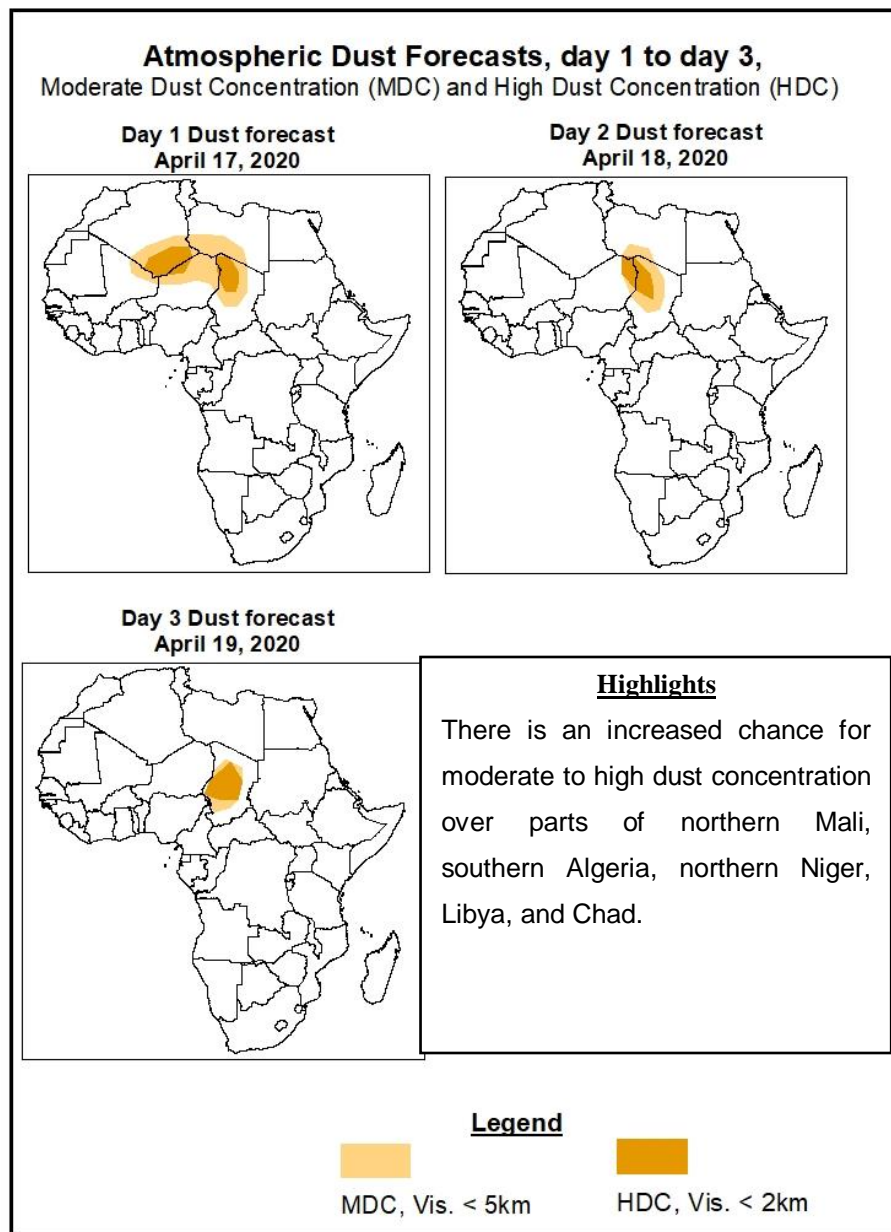 Atmospheric Dust Forecasts, day 1 to day 3,
Moderate Dust Concentration (MDC) and High Dust Concentration (HDC)
Day 1 Dust forecast
April 17, 2020
Day 2 Dust forecast
April 18, 2020
Day 3 Dust forecast
April 19, 2020
Highlights
There is an increased chance for
moderate to high dust concentration
over parts of northern Mali,
southern Algeria, northern Niger,
Libya, and Chad.
Legend
MDC, Vis. < 5km
HDC, Vis. < 2km